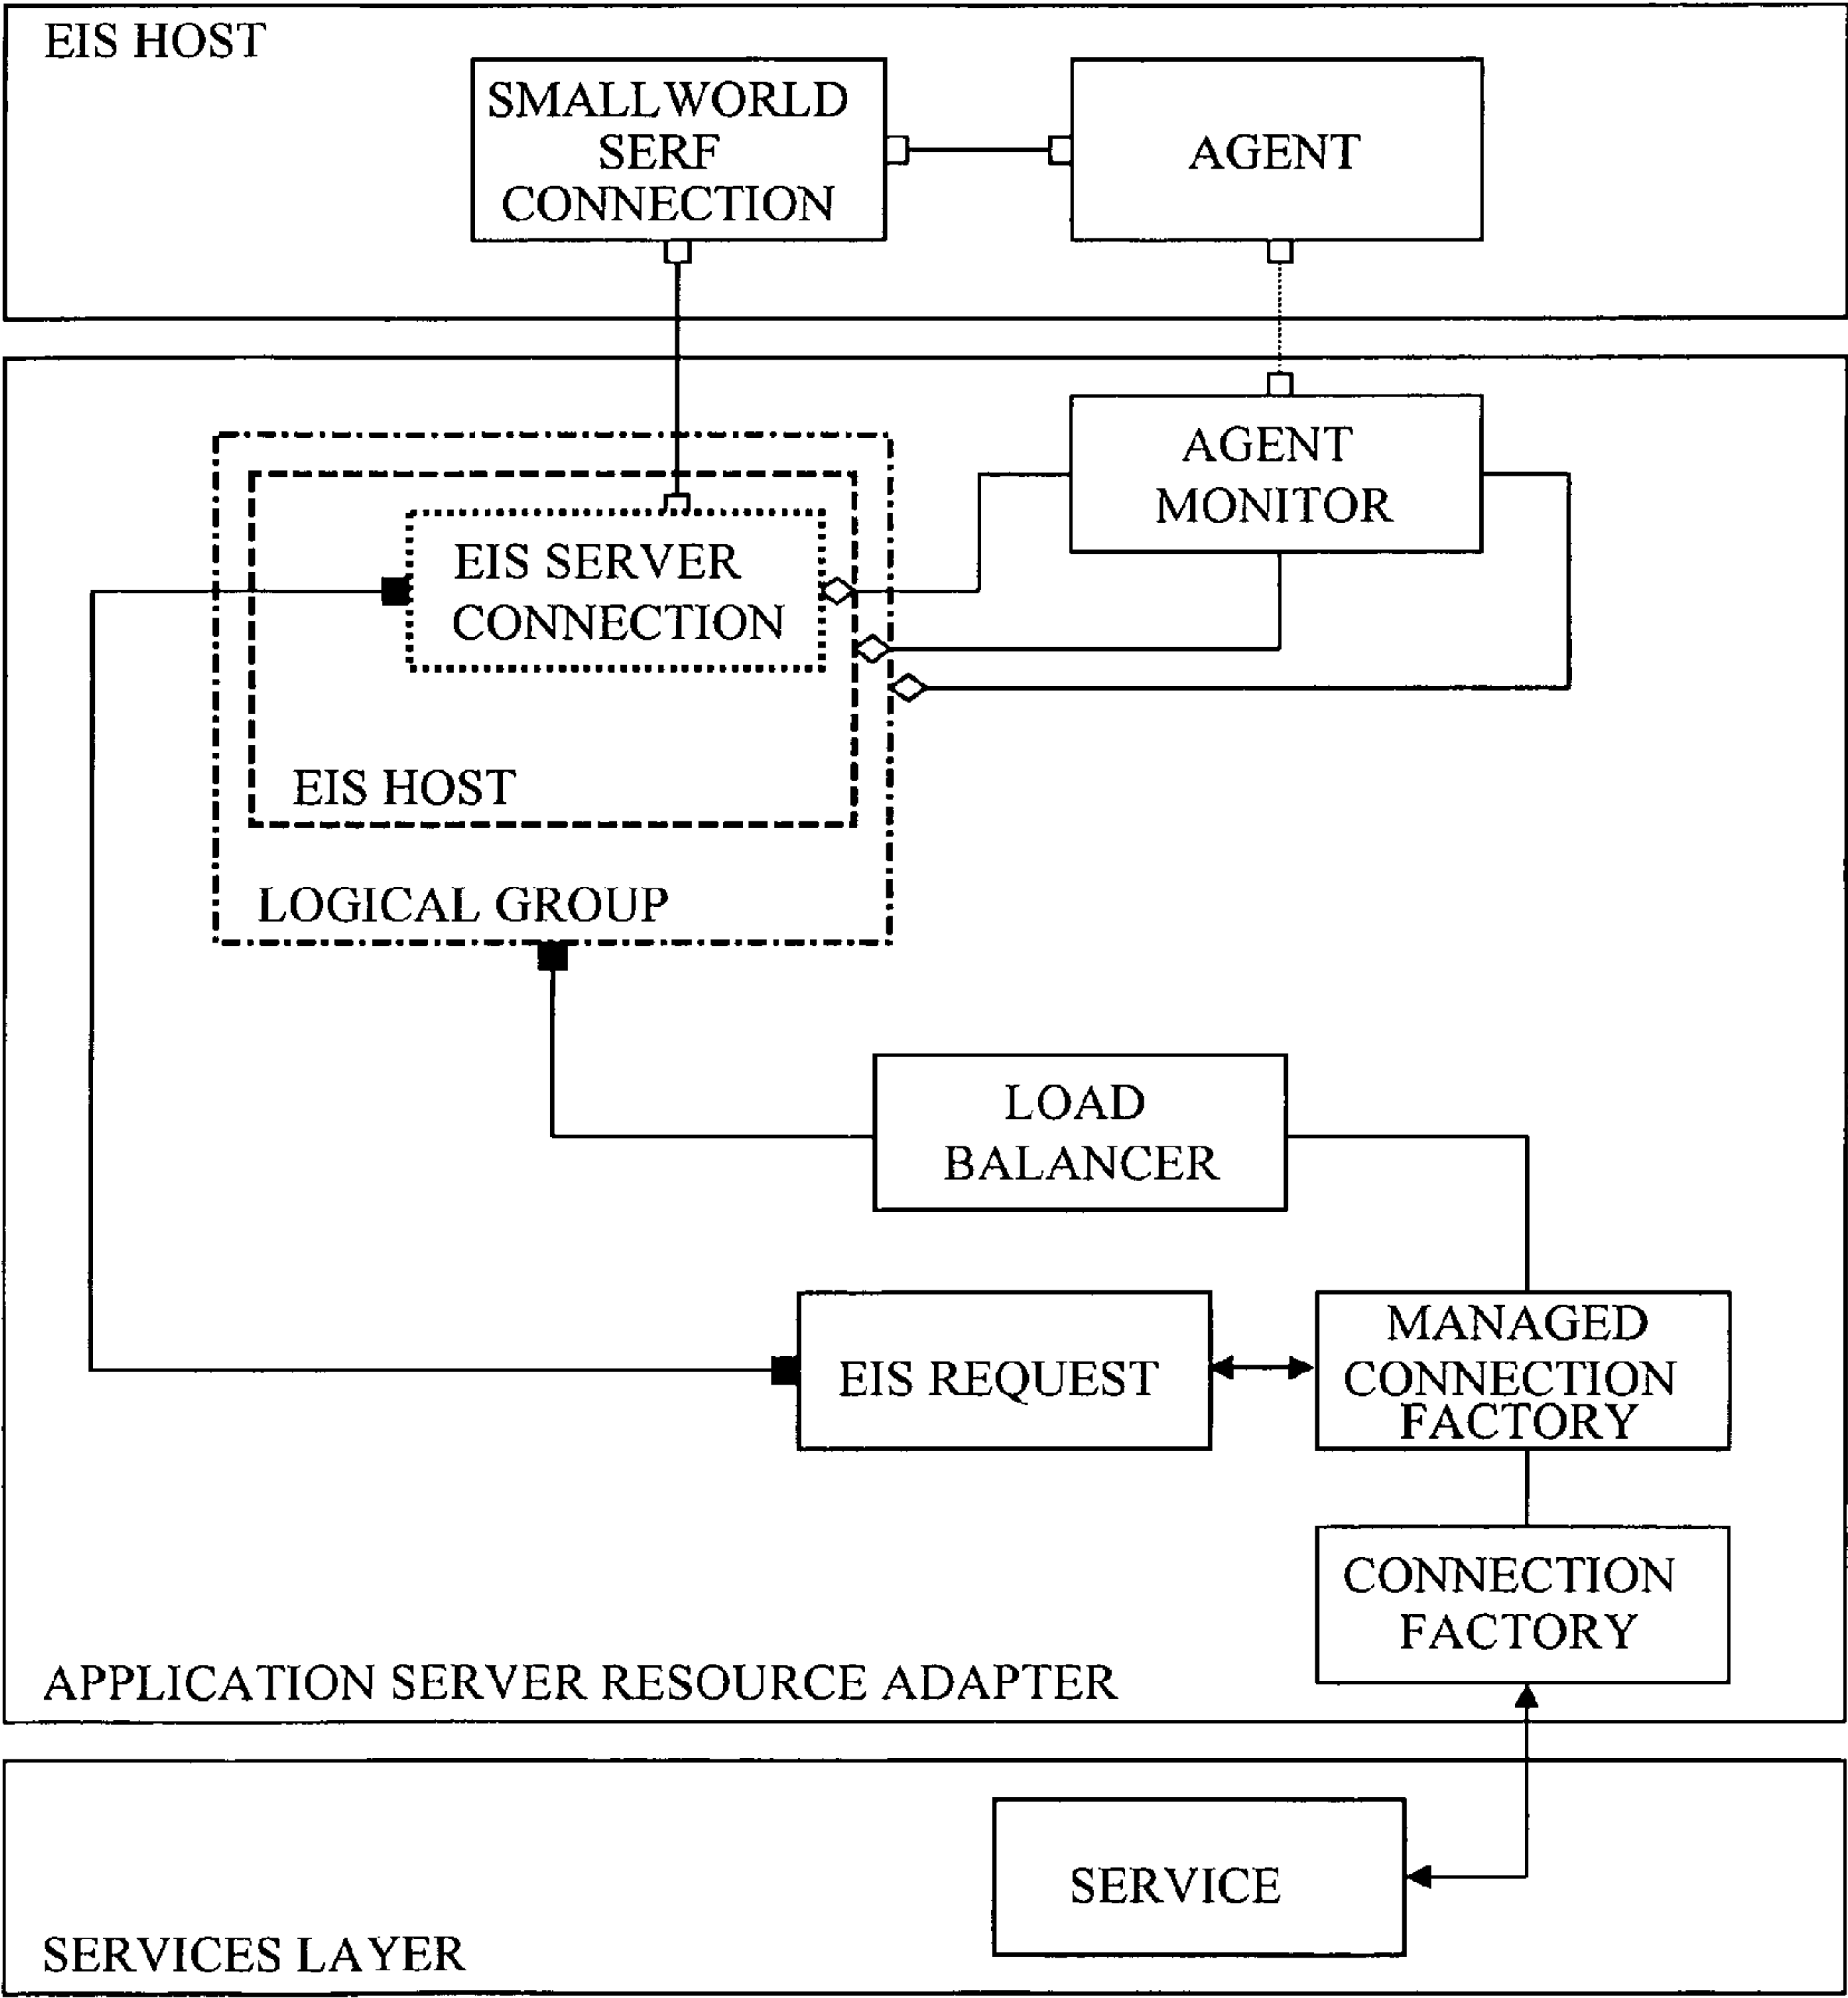 EIS HOST
SMALLWORLD
SERF
CONNECTION
AGENT
AGENT
MONITOR
EIS SERVER
CONNECTION
EIS HOST
LOGICAL GROUP
LOAD
BALANCER
EIS REQUEST
MANAGED
CONNECTION
FACTORY
CONNECTION
FACTORY
APPLICATION SERVER RESOURCE ADAPTER
SERVICE
SERVICES LAYER